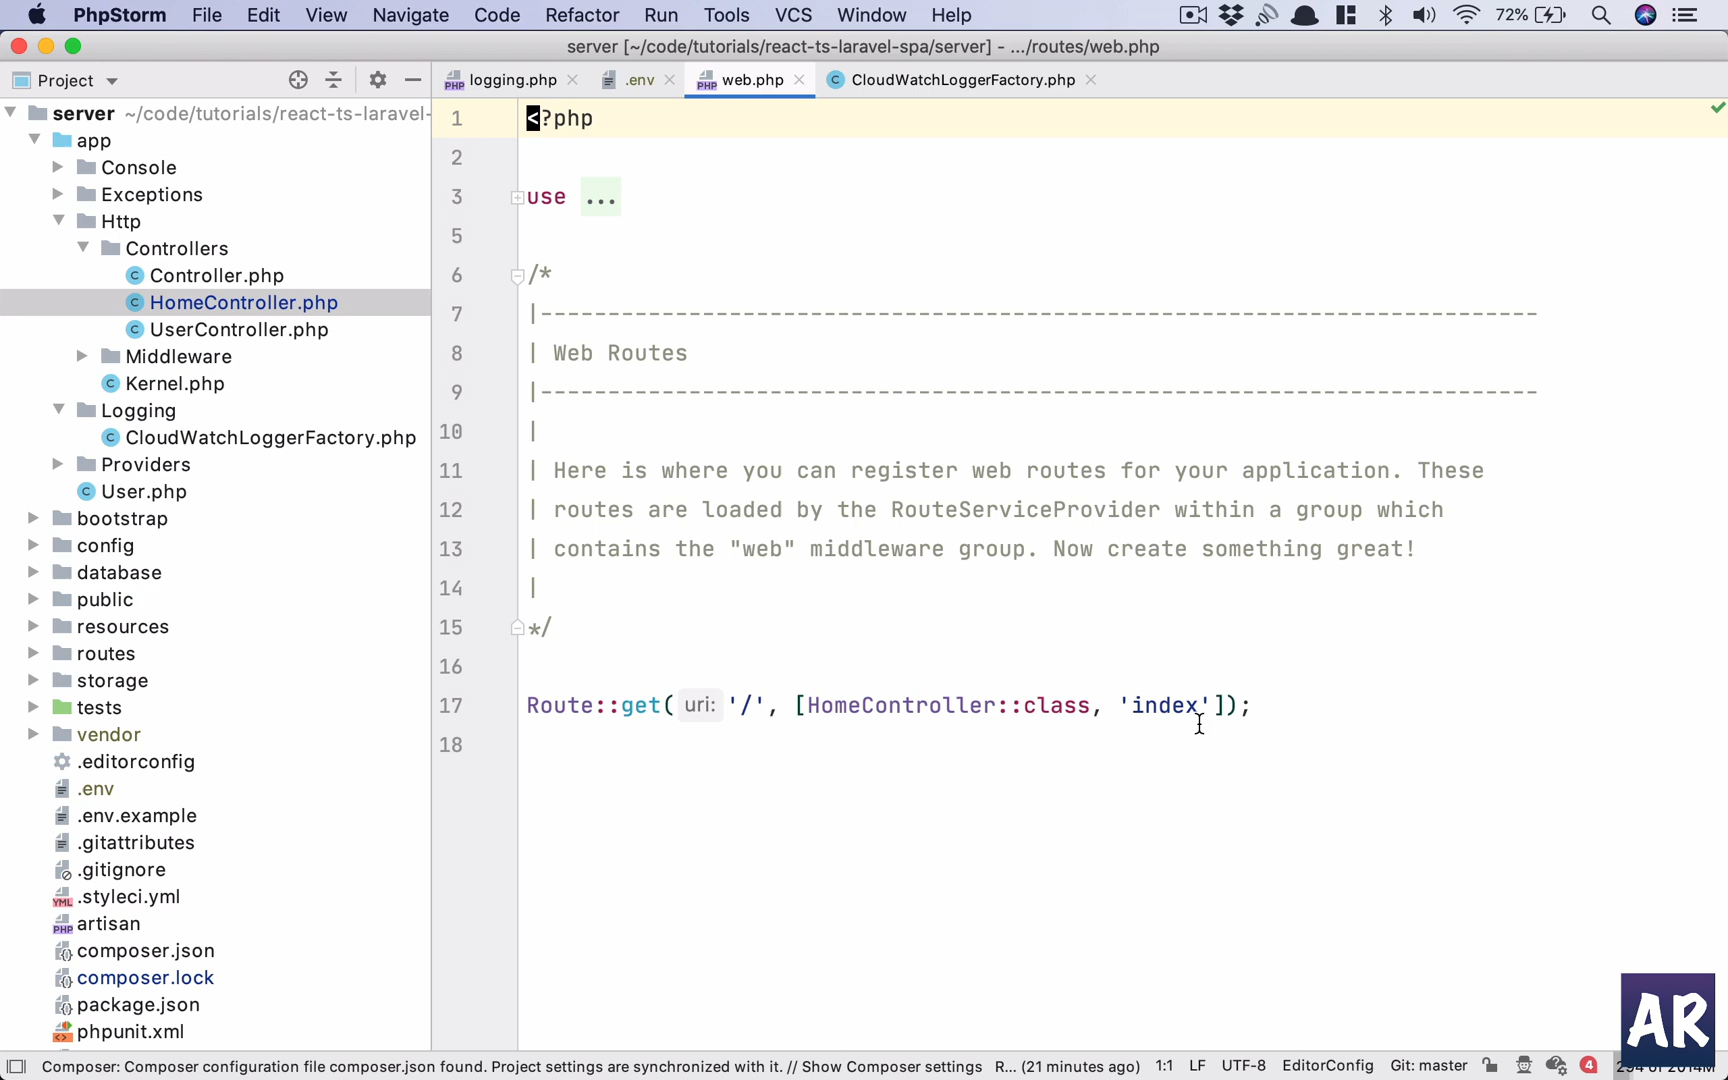 PhpStorm File Edit View Navigate Code Refactor Run Tools VCS Window Help 72%
server [~/code/tutorials/react-ts-laravel-spa/server] - .../routes/web.php
Project
logging.php .env web.php CloudWatchLoggerFactory.php
server ~/code/tutorials/react-ts-laravel-
app
Console
Exceptions
Http
Controllers
Controller.php
HomeController.php
UserController.php
Middleware
Kernel.php
Logging
CloudWatchLoggerFactory.php
Providers
User.php
bootstrap
config
database
public
resources
routes
storage
tests
vendor
.editorconfig
.env
.env.example
.gitattributes
.gitignore
.styleci.yml
artisan
composer.json
composer.lock
package.json
phpunit.xml
1 <?php
2
3 use ...
5
6 /*
7 |--------------------------------------------------------------------------
8 | Web Routes
9 |--------------------------------------------------------------------------
10 |
11 | Here is where you can register web routes for your application. These
12 | routes are loaded by the RouteServiceProvider within a group which
13 | contains the "web" middleware group. Now create something great!
14 |
15 */
16
17 Route::get( uri: '/', [HomeController::class, 'index']);
18
AR
Composer: Composer configuration file composer.json found. Project settings are synchronized with it. // Show Composer settings R... (21 minutes ago) 1:1 LF UTF-8 EditorConfig Git: master 4